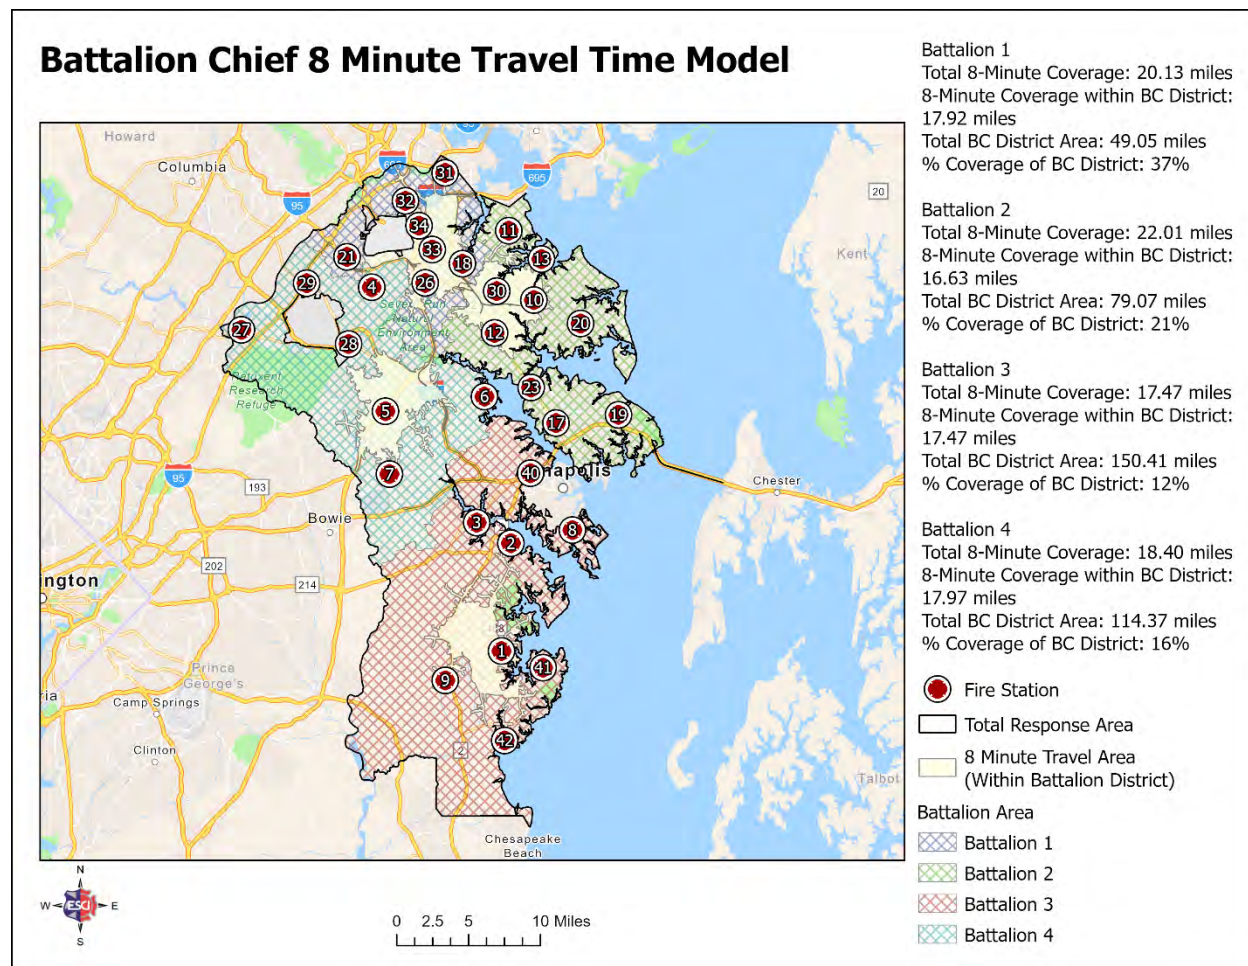 Battalion Chief 8 Minute Travel Time Model
Battalion 1
Total 8-Minute Coverage: 20.13 miles
8-Minute Coverage within BC District:
17.92 miles
Total BC District Area: 49.05 miles
% Coverage of BC District: 37%
Battalion 2
Total 8-Minute Coverage: 22.01 miles
8-Minute Coverage within BC District:
16.63 miles
Total BC District Area: 79.07 miles
% Coverage of BC District: 21%
Battalion 3
Total 8-Minute Coverage: 17.47 miles
8-Minute Coverage within BC District:
17.47 miles
Total BC District Area: 150.41 miles
% Coverage of BC District: 12%
Battalion 4
Total 8-Minute Coverage: 18.40 miles
8-Minute Coverage within BC District:
17.97 miles
Total BC District Area: 114.37 miles
% Coverage of BC District: 16%
Fire Station
Total Response Area
8 Minute Travel Area
(Within Battalion District)
Battalion Area
Battalion 1
Battalion 2
Battalion 3
Battalion 4
Howard
Columbia
695
695
95
20
31
32
34
11
33
13
21
18
Kent
29
4
26
30
10
Severn Run
Natural
Environment
Area
27
28
12
20
Patuxent
Research
Refuge
23
6
5
19
17
7
40
napolis
95
193
Chester
Bowie
3
8
2
202
214
ington
8
1
41
9
Prince
George's
ria
Camp Springs
42
2
Clinton
Talbot
Chesapeake
Beach
N
W
ESCI
E
S
0
2.5
5
10 Miles